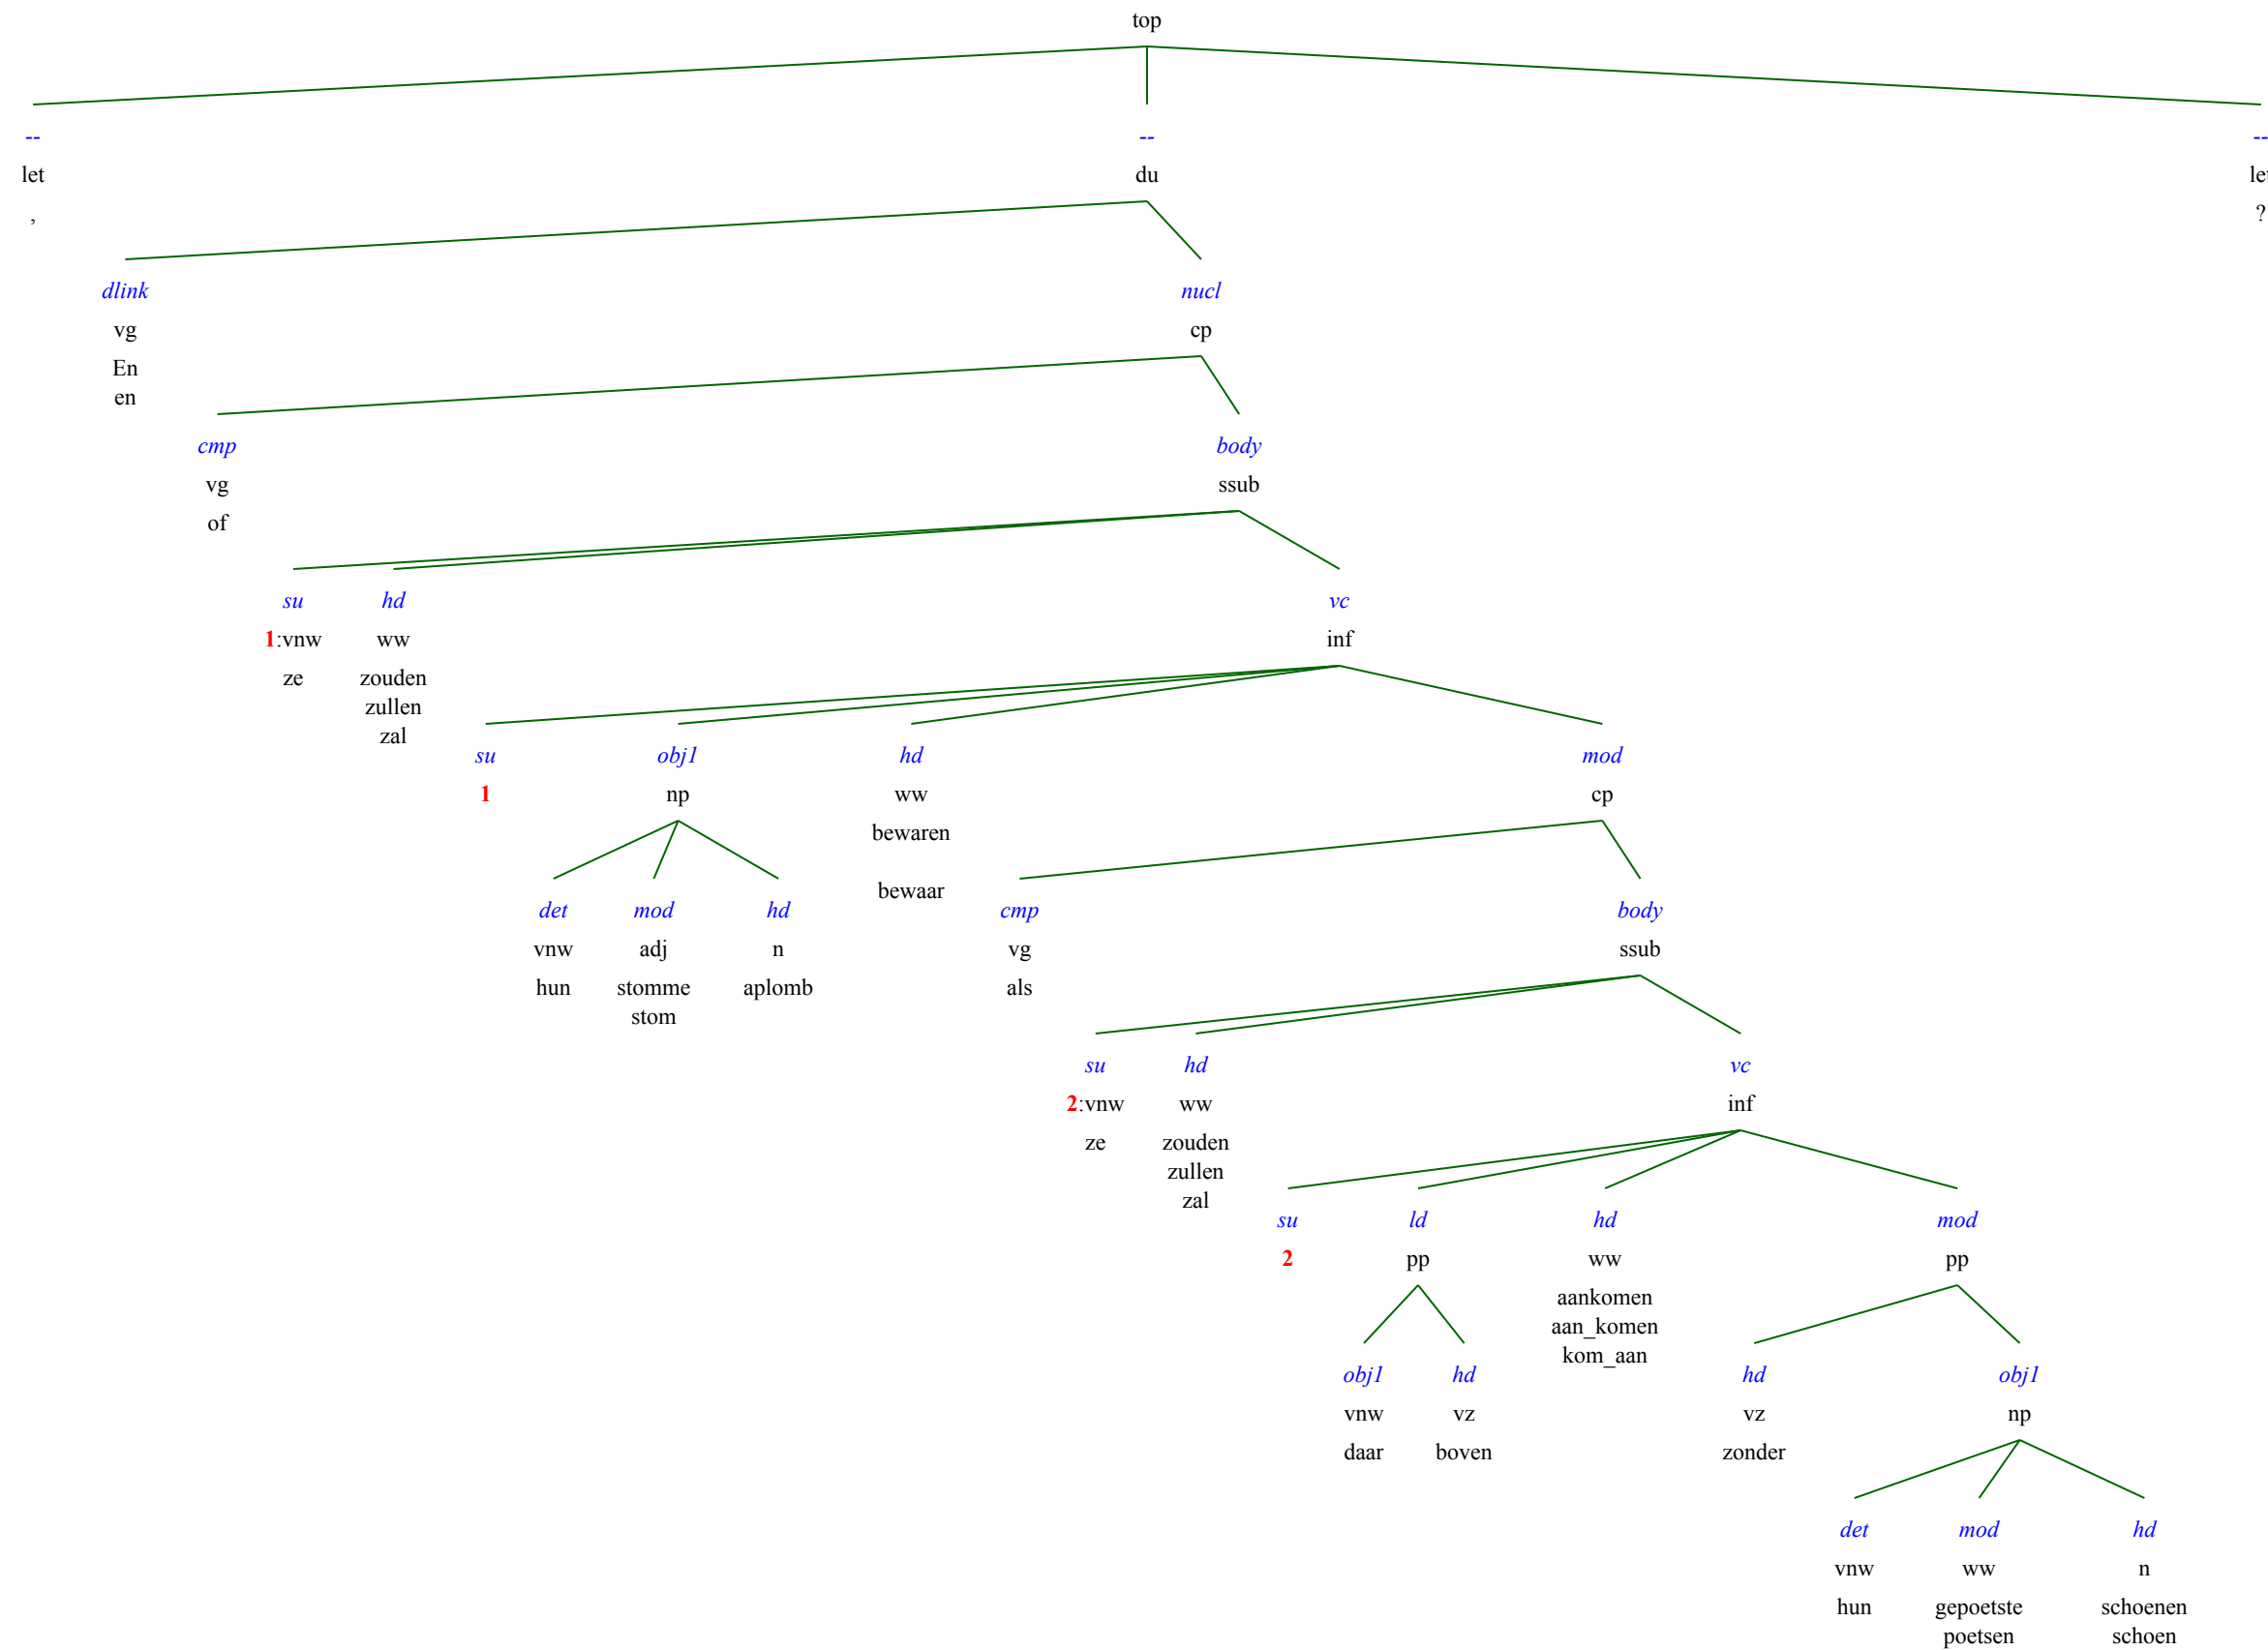 top
-- -- --
let du let
, ?
dlink nucl
vg cp
En
en
cmp body
vg ssub
of
su hd vc
1:vnw ww inf
ze zouden
zullen
zal
su obj1 hd mod
1 np ww cp
bewaren
bewaar
det mod hd cmp body
vnw adj n vg ssub
hun stomme aplomb als
stom
su hd vc
2:vnw ww inf
ze zouden
zullen
zal
su ld hd mod
2 pp ww pp
aankomen
aan_komen
kom_aan
obj1 hd hd obj1
vnw vz vz np
daar boven zonder
det mod hd
vnw ww n
hun gepoetste schoenen
poetsen schoen